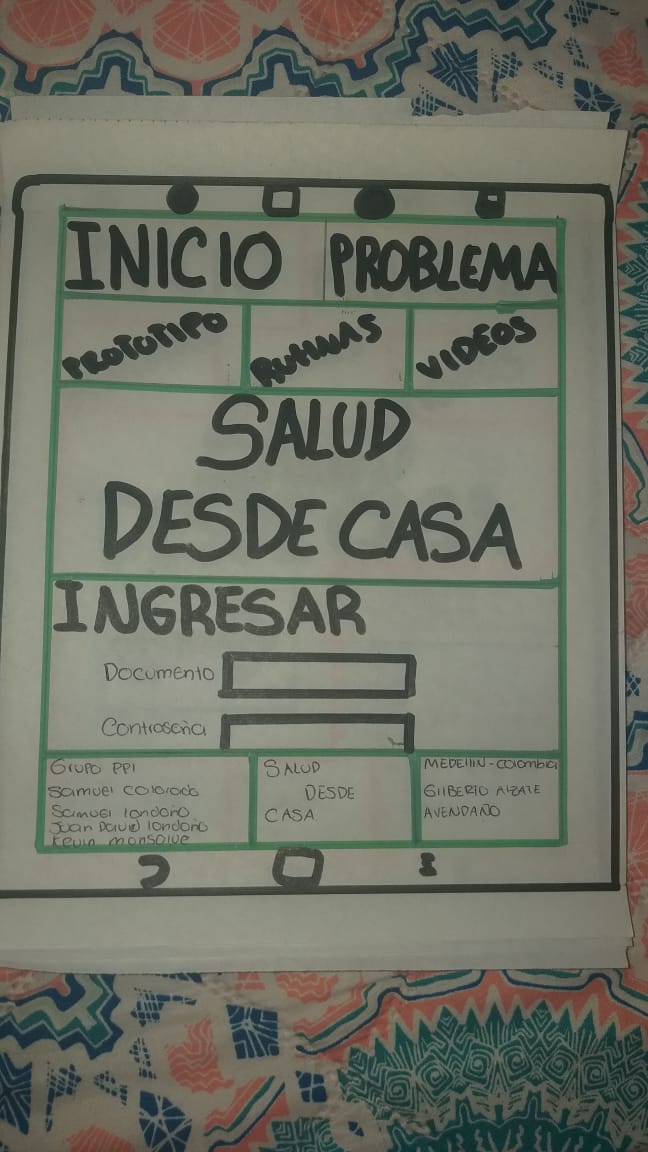 INICIO PROBLEMA
PROTOTIPO VIDEOS
SALUD
DESDE CASA
INGRESAR
Documento
Contraseña
Grupo PPI
Samuel Colorado
Samuel londoño
Juan David londoño
Kevin monsalve
SALUD
DESDE
CASA
MEDEllIN-colombia
GIlBERTO AlZATE
AVENDAÑO